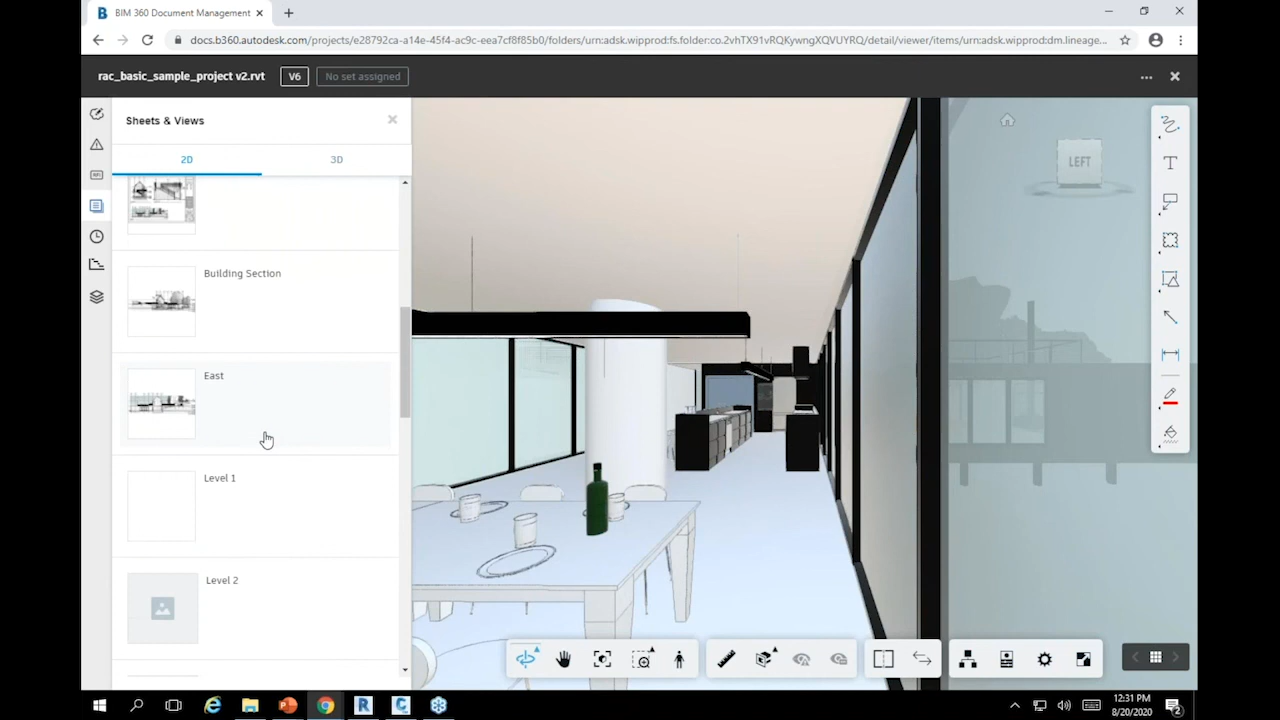 BIM 360 Document Management
docs.b360.autodesk.com/projects/e28792ca-a14e-45f4-ac9c-eea7cf8f85b0/folders/urn:adsk.wipprod:fs.folder:co.2vhTX91vRQKywngXQVUYRQ/detail/viewer/items/urn:adsk.wipprod:dm.lineage...
rac_basic_sample_project v2.rvt V6 No set assigned
Sheets & Views
2D 3D
LEFT
T
RFI
Building Section
East
Level 1
Level 2
12:31 PM
8/20/2020
2